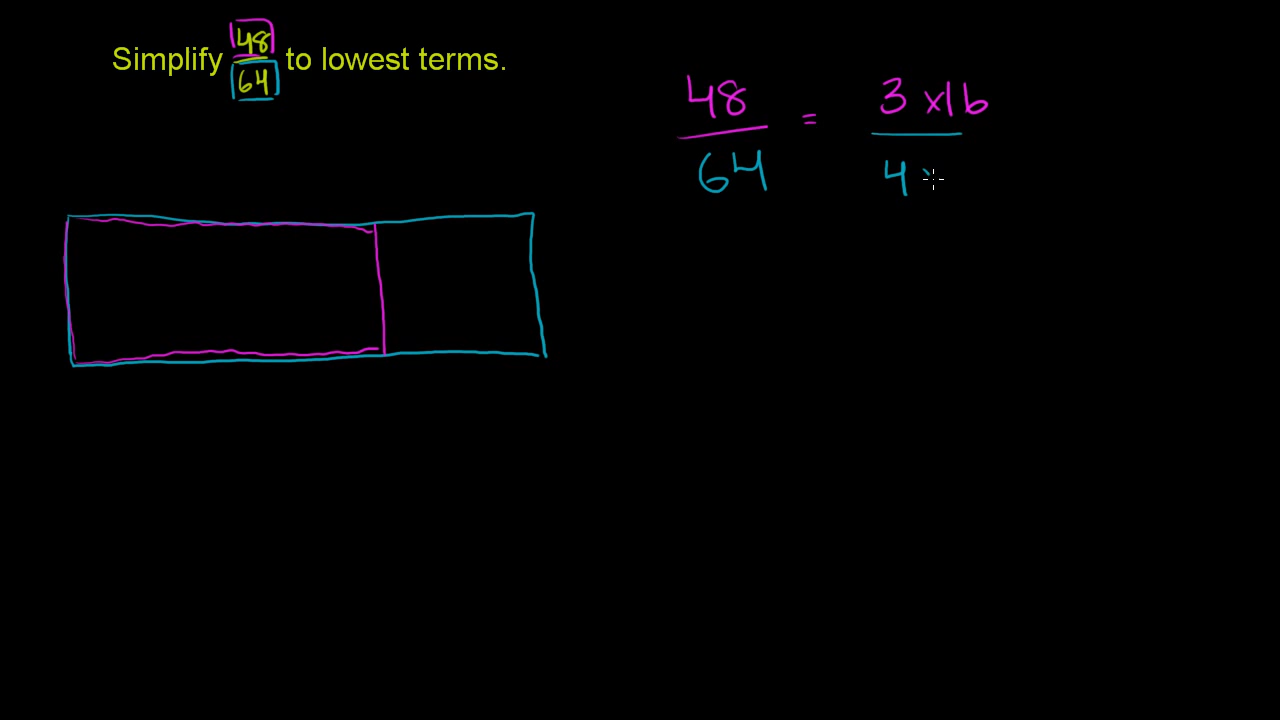 Simplify 48/64 to lowest terms.
48/64 = 3 x16/4 x